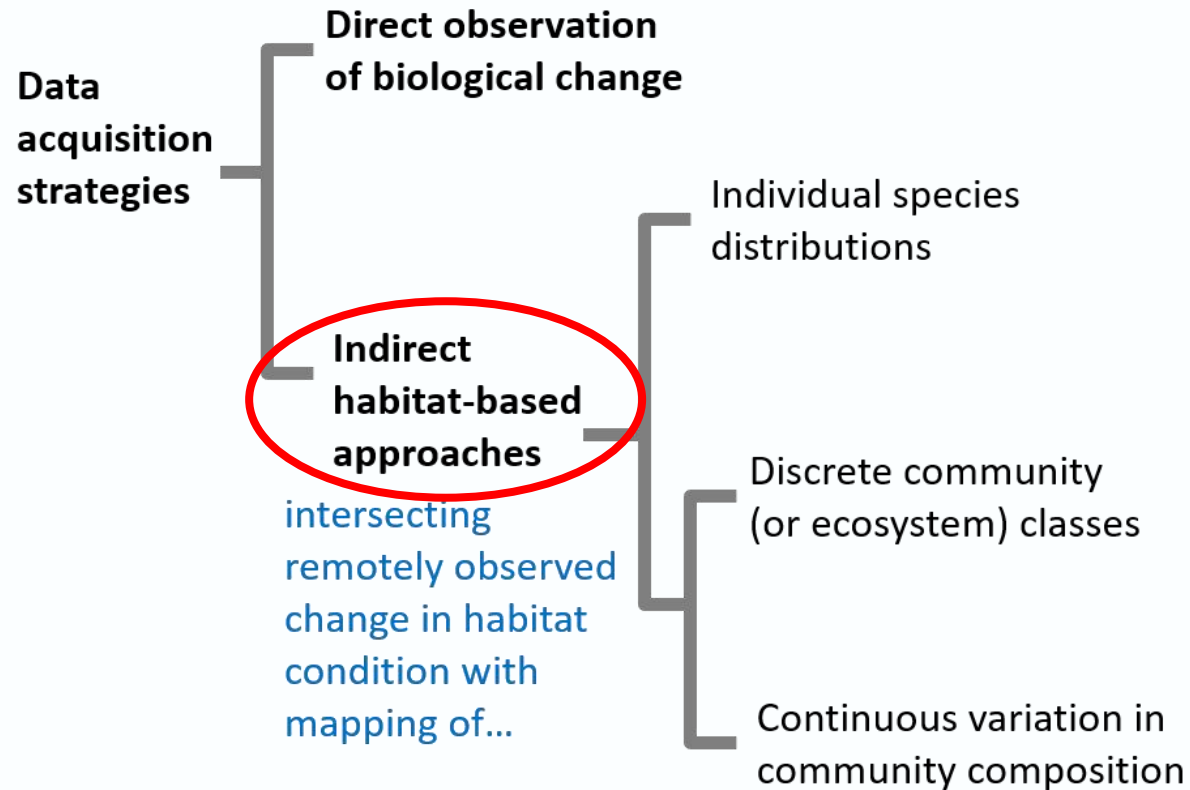 Data
acquisition
strategies
Direct observation
of biological change
Indirect
habitat-based
approaches
intersecting
remotely observed
change in habitat
condition with
mapping of...
Individual species
distributions
Discrete community
(or ecosystem) classes
Continuous variation in
community composition